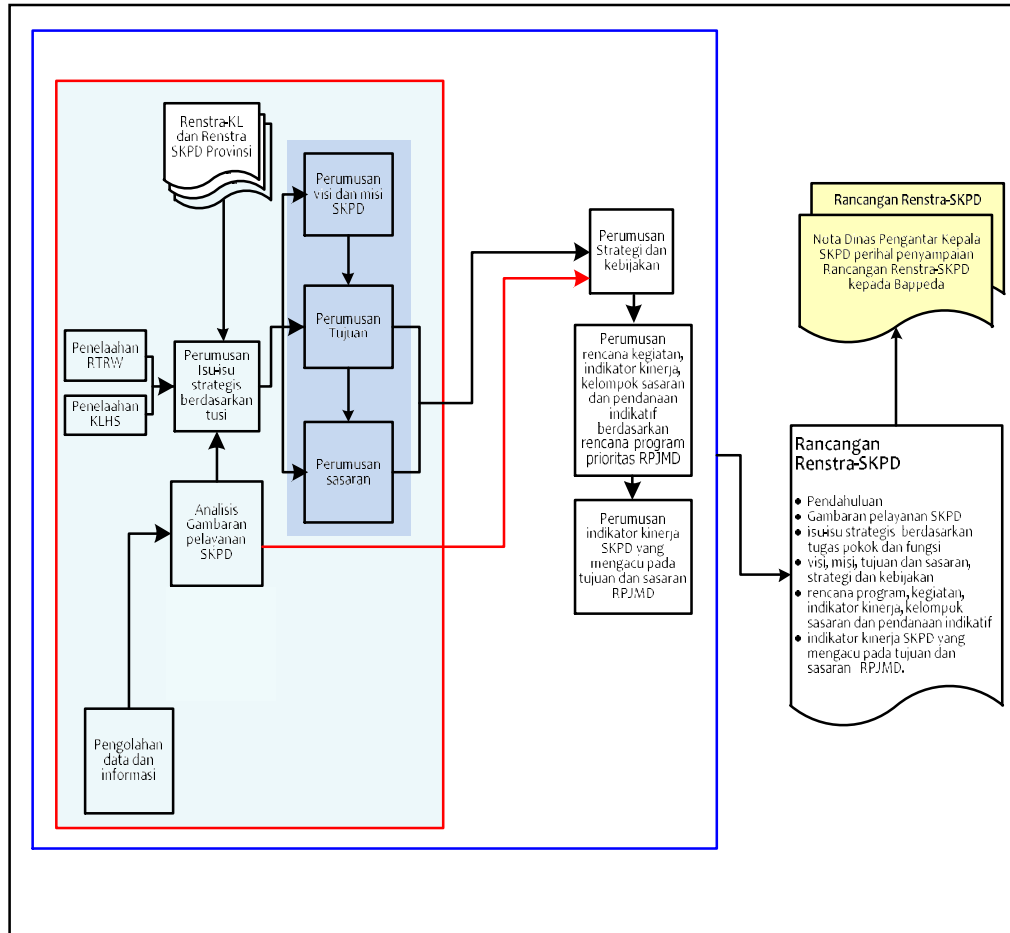 Renstra-KL
dan Renstra
SKPD Provinsi
Perumusan
visi dan misi
SKPD
Perumusan
Strategi dan
kebijakan
Rancangan Renstra-SKPD
Nota Dinas Pengantar Kepala
SKPD perihal penyampaian
Rancangan Renstra-SKPD
kepada Bappeda
Penelaahan
RTRW
Penelaahan
KLHS
Perumusan
Isu-isu
strategis
berdasarkan
tusi
Perumusan
Tujuan
Perumusan
sasaran
Perumusan
rencana kegiatan,
indikator kinerja,
kelompok sasaran
dan pendanaan
indikatif
berdasarkan
rencana program
prioritas RPJMD
Analisis
Gambaran
pelayanan
SKPD
Perumusan
indikator kinerja
SKPD yang
mengacu pada
tujuan dan sasaran
RPJMD
Rancangan
Renstra-SKPD
• Pendahuluan
• Gambaran pelayanan SKPD
• isu-isu strategis berdasarkan
tugas pokok dan fungsi
• visi, misi, tujuan dan sasaran,
strategi dan kebijakan
• rencana program, kegiatan,
indikator kinerja, kelompok
sasaran dan pendanaan indikatif
• indikator kinerja SKPD yang
mengacu pada tujuan dan
sasaran RPJMD.
Pengolahan
data dan
informasi